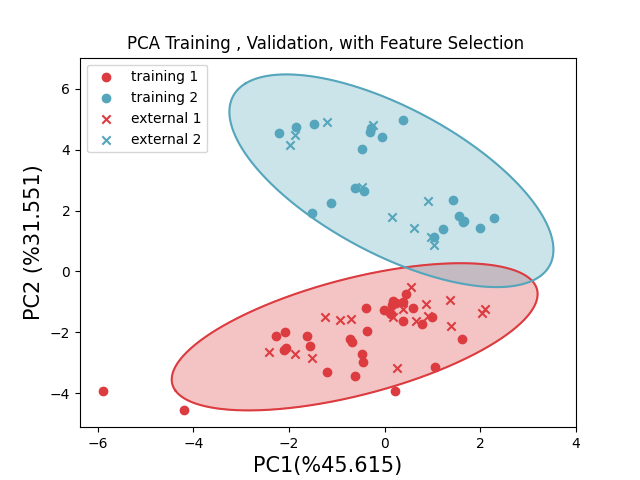 PCA Training , Validation, with Feature Selection
training 1
training 2
external 1
external 2
6
4
2
0
−2
−4
PC2 (%31.551)
−6
−4
−2
0
2
4
PC1(%45.615)